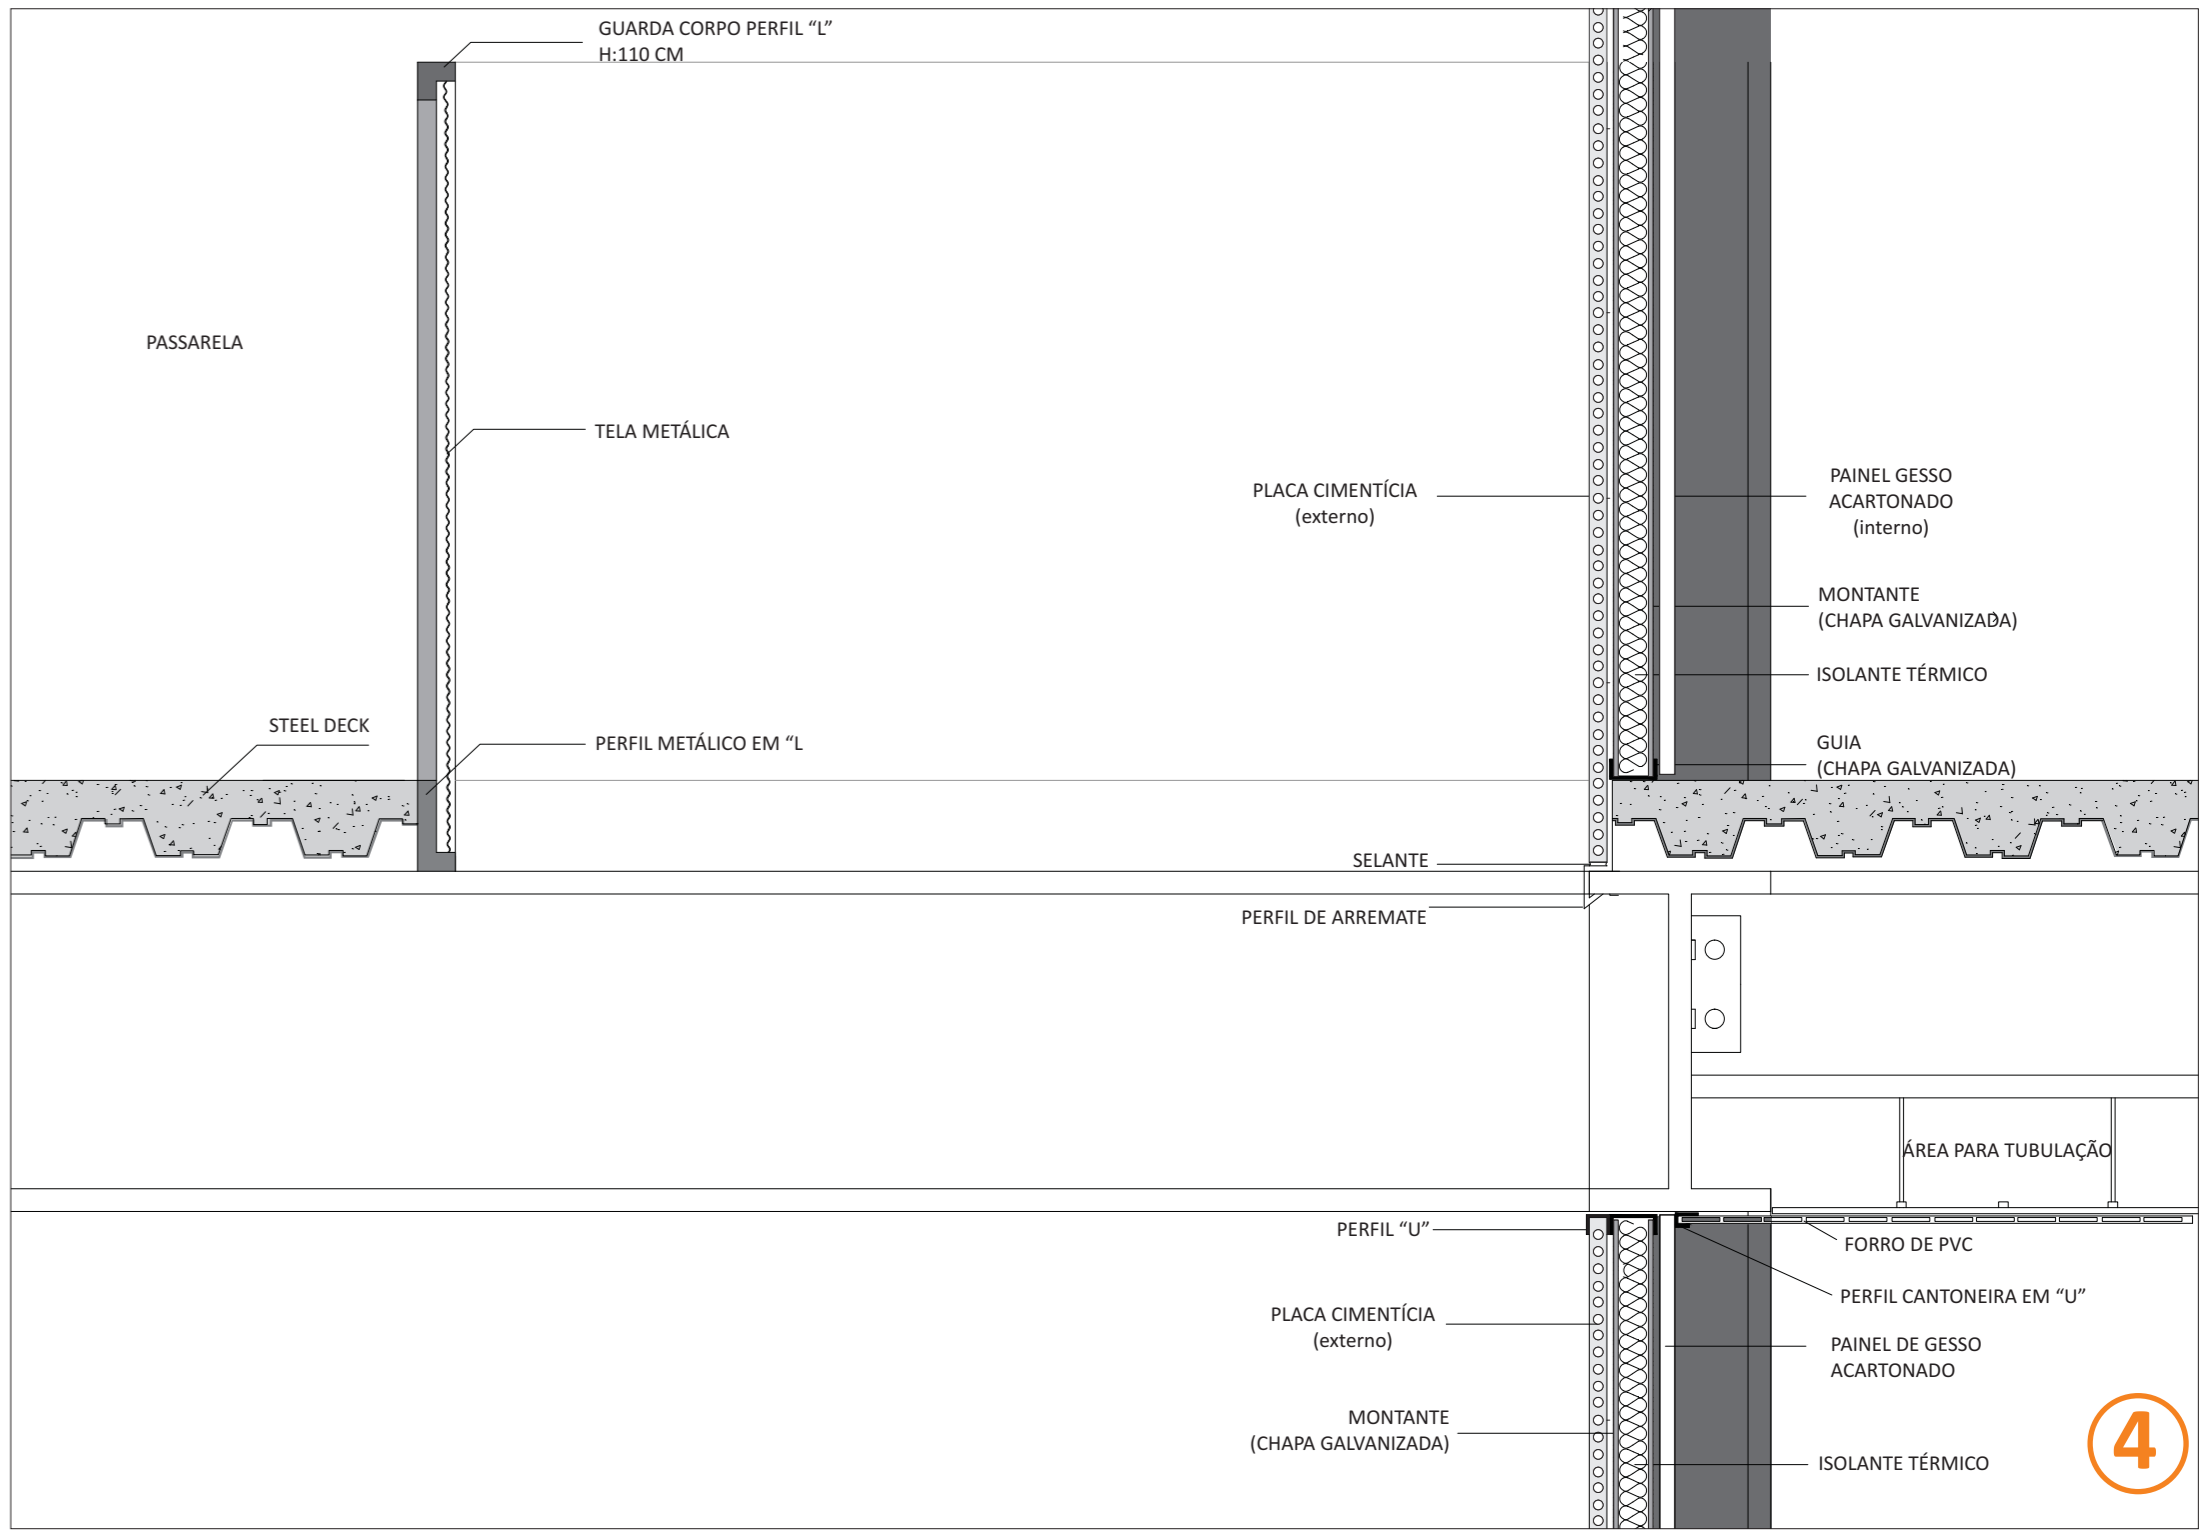 GUARDA CORPO PERFIL “L”
H:110 CM
PASSARELA
TELA METÁLICA
PLACA CIMENTÍCIA
(externo)
PAINEL GESSO
ACARTONADO
(interno)
MONTANTE
(CHAPA GALVANIZADA)
ISOLANTE TÉRMICO
STEEL DECK
PERFIL METÁLICO EM “L
GUIA
(CHAPA GALVANIZADA)
SELANTE
PERFIL DE ARREMATE
ÁREA PARA TUBULAÇÃO
PERFIL “U”
FORRO DE PVC
PERFIL CANTONEIRA EM “U”
PLACA CIMENTÍCIA
(externo)
PAINEL DE GESSO
ACARTONADO
MONTANTE
(CHAPA GALVANIZADA)
ISOLANTE TÉRMICO
4